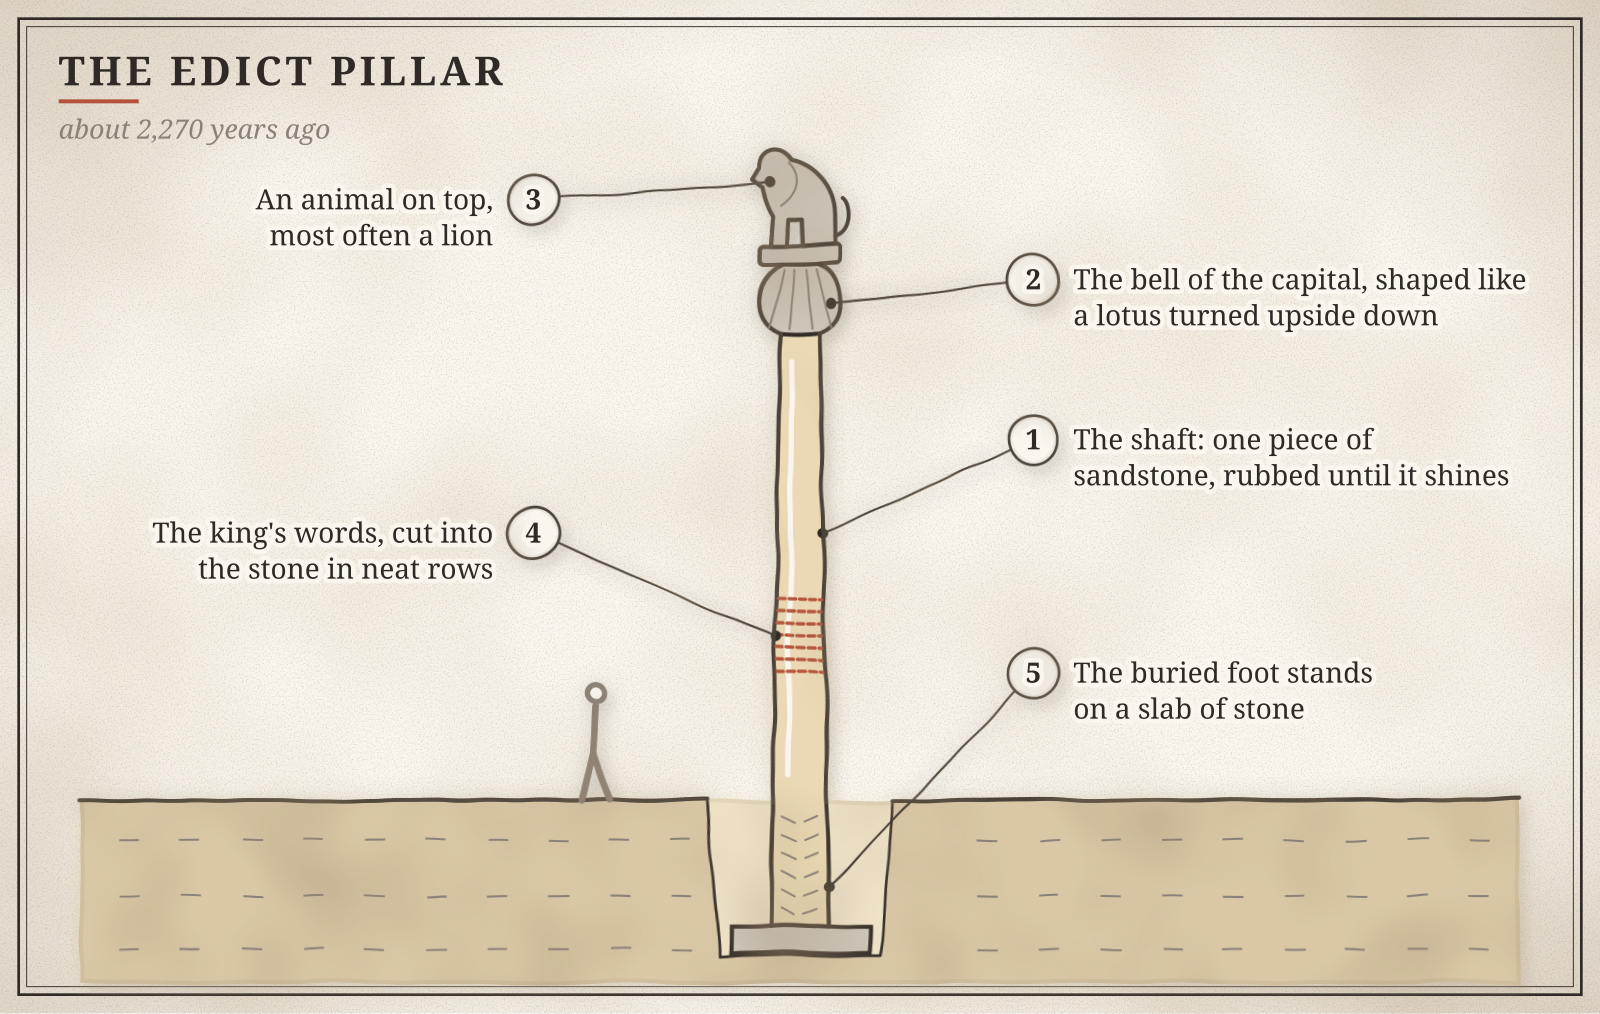 THE EDICT PILLAR
about 2,270 years ago
3
An animal on top,
most often a lion
2
The bell of the capital, shaped like
a lotus turned upside down
1
The shaft: one piece of
sandstone, rubbed until it shines
4
The king's words, cut into
the stone in neat rows
5
The buried foot stands
on a slab of stone